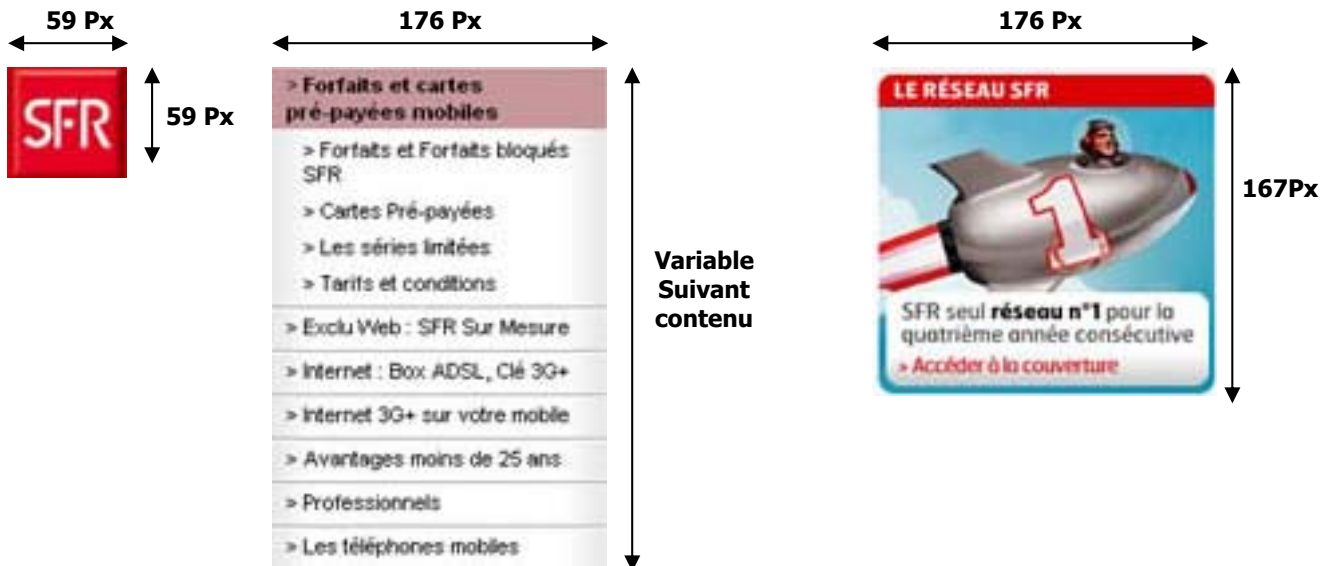 59 Px
SFR
59 Px
176 Px
> Forfaits et cartes
pré-payées mobiles
> Forfaits et Forfaits bloqués
SFR
> Cartes Pré-payées
> Les séries limitées
> Tarifs et conditions
> Exclu Web : SFR Sur Mesure
> Internet : Box ADSL, Clé 3G+
> Internet 3G+ sur votre mobile
> Avantages moins de 25 ans
> Professionnels
> Les téléphones mobiles
Variable
Suivant
contenu
176 Px
LE RÉSEAU SFR
1
SFR seul réseau n°1 pour la
quatrième année consécutive
> Accéder à la couverture
167Px